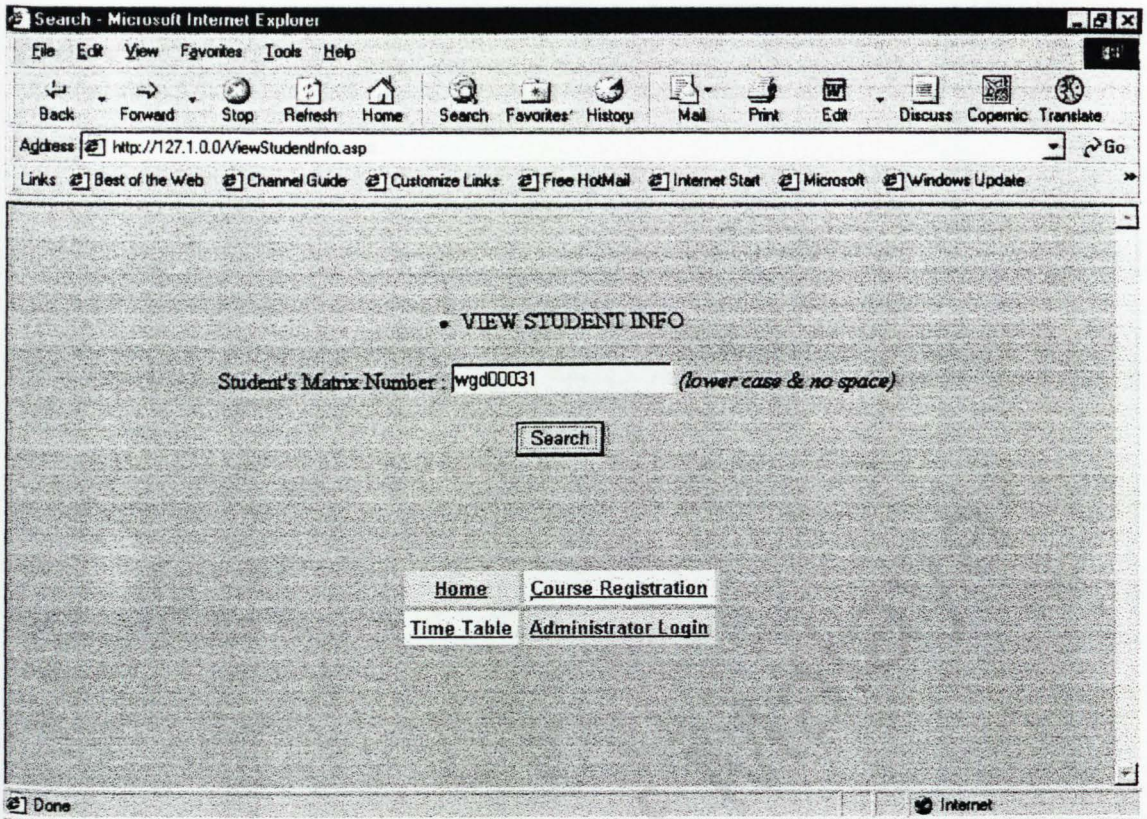 Search - Microsoft Internet Explorer
File Edit View Favorites Tools Help
Back Forward Stop Refresh Home Search Favorites History Mail Print Edit Discuss Copernic Translate
Address http://127.1.0.0/ViewStudentInfo.asp Go
Links Best of the Web Channel Guide Customize Links Free HotMail Internet Start Microsoft Windows Update
• VIEW STUDENT INFO
Student's Matrix Number : wgd00031 (lower case & no space)
Search
Home Course Registration
Time Table Administrator Login
Done Internet